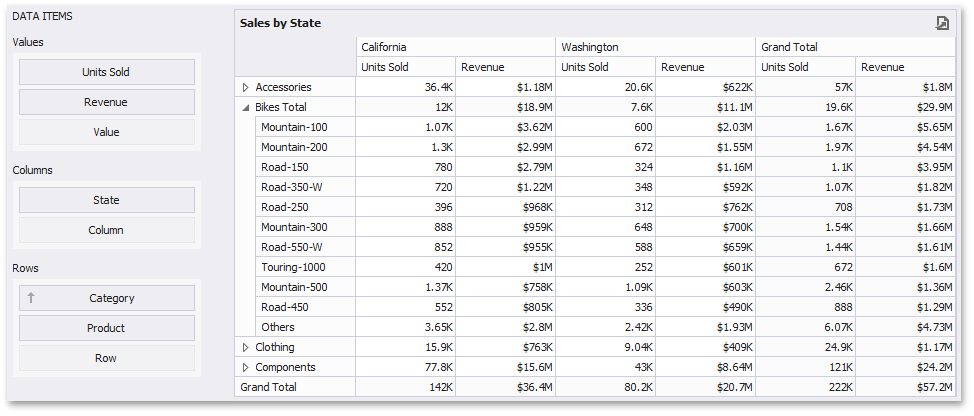 DATA ITEMS
Values
Units Sold
Revenue
Value
Columns
State
Column
Rows
Category
Product
Row
Sales by State
California Washington Grand Total
Units Sold Revenue Units Sold Revenue Units Sold Revenue
Accessories 36.4K $1.18M 20.6K $622K 57K $1.8M
Bikes Total 12K $18.9M 7.6K $11.1M 19.6K $29.9M
Mountain-100 1.07K $3.62M 600 $2.03M 1.67K $5.65M
Mountain-200 1.3K $2.99M 672 $1.55M 1.97K $4.54M
Road-150 780 $2.79M 324 $1.16M 1.1K $3.95M
Road-350-W 720 $1.22M 348 $592K 1.07K $1.82M
Road-250 396 $968K 312 $762K 708 $1.73M
Mountain-300 888 $959K 648 $700K 1.54K $1.66M
Road-550-W 852 $955K 588 $659K 1.44K $1.61M
Touring-1000 420 $1M 252 $601K 672 $1.6M
Mountain-500 1.37K $758K 1.09K $603K 2.46K $1.36M
Road-450 552 $805K 336 $490K 888 $1.29M
Others 3.65K $2.8M 2.42K $1.93M 6.07K $4.73M
Clothing 15.9K $763K 9.04K $409K 24.9K $1.17M
Components 77.8K $15.6M 43K $8.64M 121K $24.2M
Grand Total 142K $36.4M 80.2K $20.7M 222K $57.2M